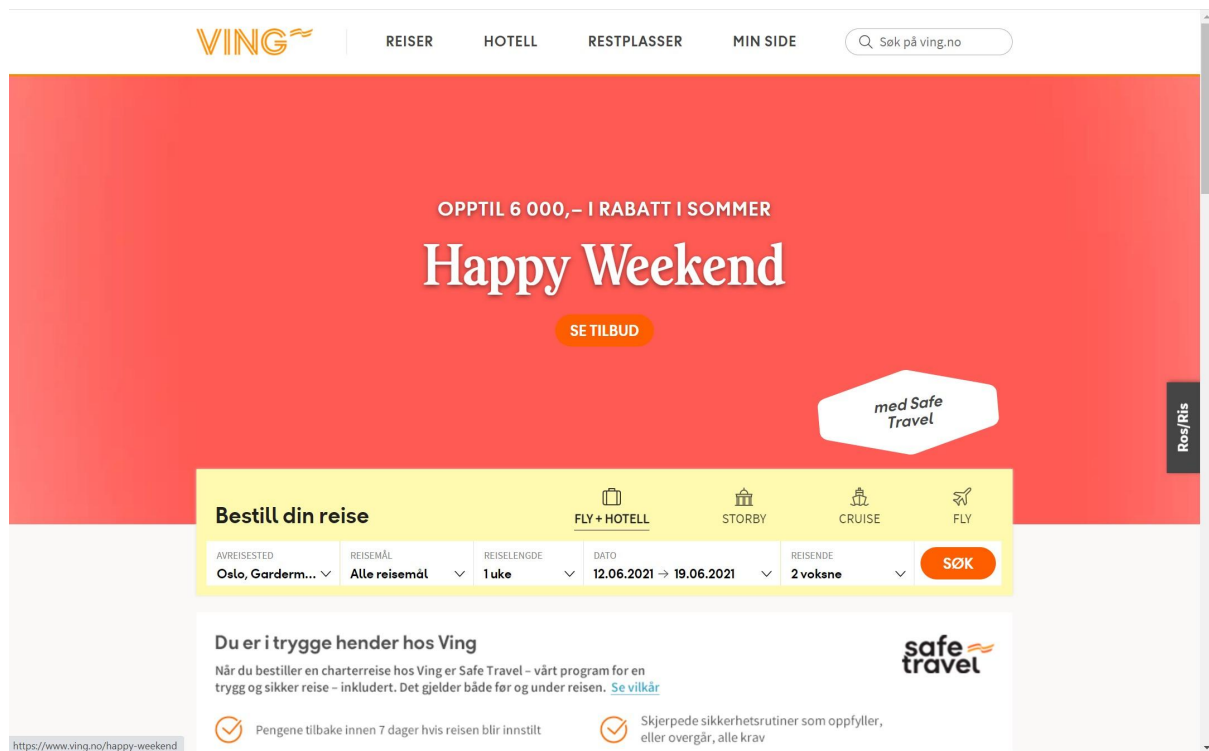 VING
REISER HOTELL RESTPLASSER MIN SIDE Søk på ving.no
OPPTIL 6 000,– I RABATT I SOMMER
Happy Weekend
SE TILBUD
med Safe
Travel
Ros/Ris
Bestill din reise
FLY + HOTELL STORBY CRUISE FLY
AVREISESTED REISEMÅL REISELENGDE DATO REISENDE
Oslo, Garderm... Alle reisemål 1 uke 12.06.2021 → 19.06.2021 2 voksne SØK
Du er i trygge hender hos Ving
safe
travel
Når du bestiller en charterreise hos Ving er Safe Travel – vårt program for en
trygg og sikker reise – inkludert. Det gjelder både før og under reisen. Se vilkår
Pengene tilbake innen 7 dager hvis reisen blir innstilt
Skjerpede sikkerhetsrutiner som oppfyller,
eller overgår, alle krav
https://www.ving.no/happy-weekend